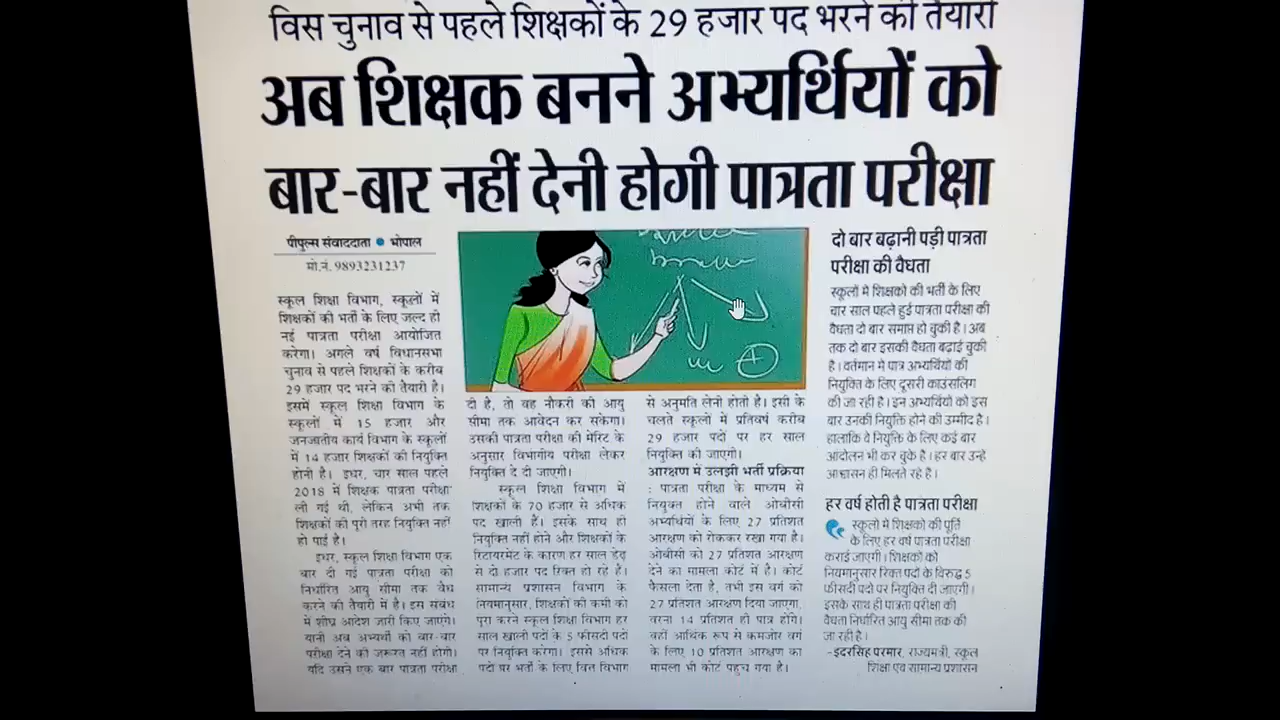 विस चुनाव से पहले शिक्षकों के 29 हजार पद भरने की तैयारी
अब शिक्षक बनने अभ्यर्थियों को
बार-बार नहीं देनी होगी पात्रता परीक्षा
पीपुल्स संवाददाता ● भोपाल
मो.नं. 9893231237
स्कूल शिक्षा विभाग, स्कूलों में
शिक्षकों की भर्ती के लिए जल्द ही
नई पात्रता परीक्षा आयोजित
करेगा। अगले वर्ष विधानसभा
चुनाव से पहले शिक्षकों के करीब
29 हजार पद भरने की तैयारी है।
इसमें स्कूल शिक्षा विभाग के
स्कूलों में 15 हजार और
जनजातीय कार्य विभाग के स्कूलों
में 14 हजार शिक्षकों की नियुक्ति
होनी है। इधर, चार साल पहले
2018 में शिक्षक पात्रता परीक्षा
ली गई थी, लेकिन अभी तक
शिक्षकों की पूरी तरह नियुक्ति नहीं
हो पाई है।
इधर, स्कूल शिक्षा विभाग एक
बार दी गई पात्रता परीक्षा को
निर्धारित आयु सीमा तक वैध
करने की तैयारी में है। इस संबंध
में शीघ्र आदेश जारी किए जाएंगे।
यानी अब अभ्यर्थी को बार-बार
परीक्षा देने की जरूरत नहीं होगी।
यदि उसने एक बार पात्रता परीक्षा
दी है, तो वह नौकरी की आयु
सीमा तक आवेदन कर सकेगा।
उसकी पात्रता परीक्षा की मेरिट के
अनुसार विभागीय परीक्षा लेकर
नियुक्ति दे दी जाएगी।
स्कूल शिक्षा विभाग में
शिक्षकों के 70 हजार से अधिक
पद खाली हैं। इसके साथ ही
नियुक्ति नहीं होने और शिक्षकों के
रिटायरमेंट के कारण हर साल डेढ़
से दो हजार पद रिक्त हो रहे हैं।
सामान्य प्रशासन विभाग के
नियमानुसार, शिक्षकों की कमी को
पूरा करने स्कूल शिक्षा विभाग हर
साल खाली पदों के 5 फीसदी पदों
पर नियुक्ति करेगा। इससे अधिक
पदों पर भर्ती के लिए वित्त विभाग
से अनुमति लेनी होती है। इसी के
चलते स्कूलों में प्रतिवर्ष करीब
29 हजार पदों पर हर साल
नियुक्ति की जाएगी।
आरक्षण में उलझी भर्ती प्रक्रिया
: पात्रता परीक्षा के माध्यम से
नियुक्त होने वाले ओबीसी
अभ्यर्थियों के लिए 27 प्रतिशत
आरक्षण को रोककर रखा गया है।
ओबीसी को 27 प्रतिशत आरक्षण
देने का मामला कोर्ट में है। कोर्ट
फैसला देता है, तभी इस वर्ग को
27 प्रतिशत आरक्षण दिया जाएगा,
वरना 14 प्रतिशत ही पात्र होंगे।
वहीं आर्थिक रूप से कमजोर वर्ग
के लिए 10 प्रतिशत आरक्षण का
मामला भी कोर्ट पहुंच गया है।
दो बार बढ़ानी पड़ी पात्रता
परीक्षा की वैधता
स्कूलों में शिक्षकों की भर्ती के लिए
चार साल पहले हुई पात्रता परीक्षा की
वैधता दो बार समाप्त हो चुकी है। अब
तक दो बार इसकी वैधता बढ़ाई चुकी
है। वर्तमान में पात्र अभ्यर्थियों की
नियुक्ति के लिए दूसरी काउंसलिंग
की जा रही है। इन अभ्यर्थियों को इस
बार उनकी नियुक्ति होने की उम्मीद है।
हालांकि वे नियुक्ति के लिए कई बार
आंदोलन भी कर चुके हैं। हर बार उन्हें
आश्वासन ही मिलते रहे हैं।
हर वर्ष होती है पात्रता परीक्षा
स्कूलों में शिक्षकों की पूर्ति
के लिए हर वर्ष पात्रता परीक्षा
कराई जाएगी। शिक्षकों को
नियमानुसार रिक्त पदों के विरुद्ध 5
फीसदी पदों पर नियुक्ति दी जाएगी।
इसके साथ ही पात्रता परीक्षा की
वैधता निर्धारित आयु सीमा तक की
जा रही है।
-इंदरसिंह परमार, राज्यमंत्री, स्कूल
शिक्षा एवं सामान्य प्रशासन